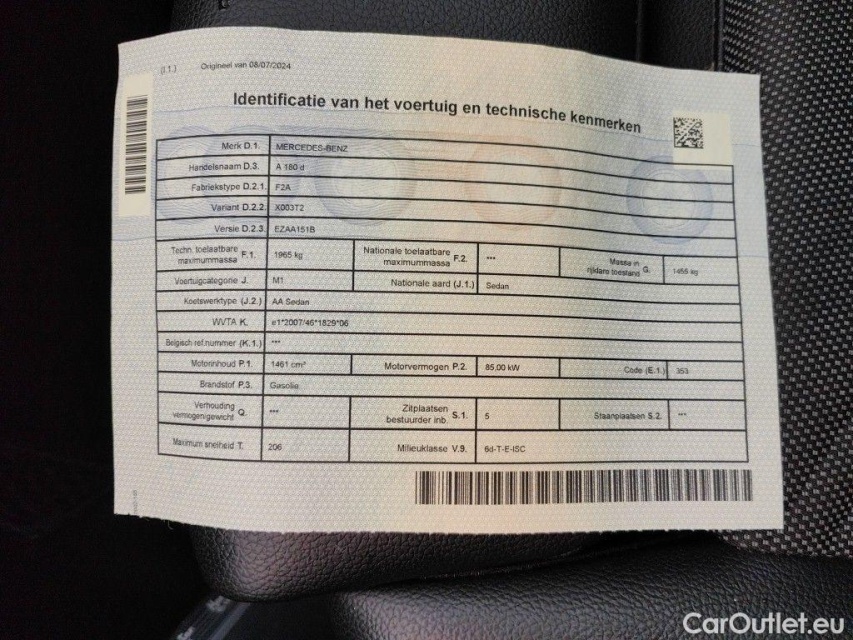 (I.1.) Origineel van 08/07/2024
Identificatie van het voertuig en technische kenmerken
Merk D.1. MERCEDES-BENZ
Handelsnaam D.3. A 180 d
Fabriekstype D.2.1. F2A
Variant D.2.2. X003T2
Versie D.2.3. EZAA151B
Techn. toelaatbare maximummassa F.1. 1965 kg Nationale toelaatbare maximummassa F.2. *** Massa in rijklare toestand G. 1455 kg
Voertuigcategorie J. M1 Nationale aard (J.1.) Sedan
Koetswerktype (J.2.) AA Sedan
WVTA K. e1*2007/46*1829*06
Belgisch ref.nummer (K.1.) ***
Motorinhoud P.1. 1461 cm³ Motorvermogen P.2. 85,00 kW Code (E.1.) 353
Brandstof P.3. Gasolie
Verhouding vermogen/gewicht Q. *** Zitplaatsen bestuurder inb. S.1. 5 Staanplaatsen S.2. ***
Maximum snelheid T. 206 Milieuklasse V.9. 6d-T-E-ISC
CarOutlet.eu